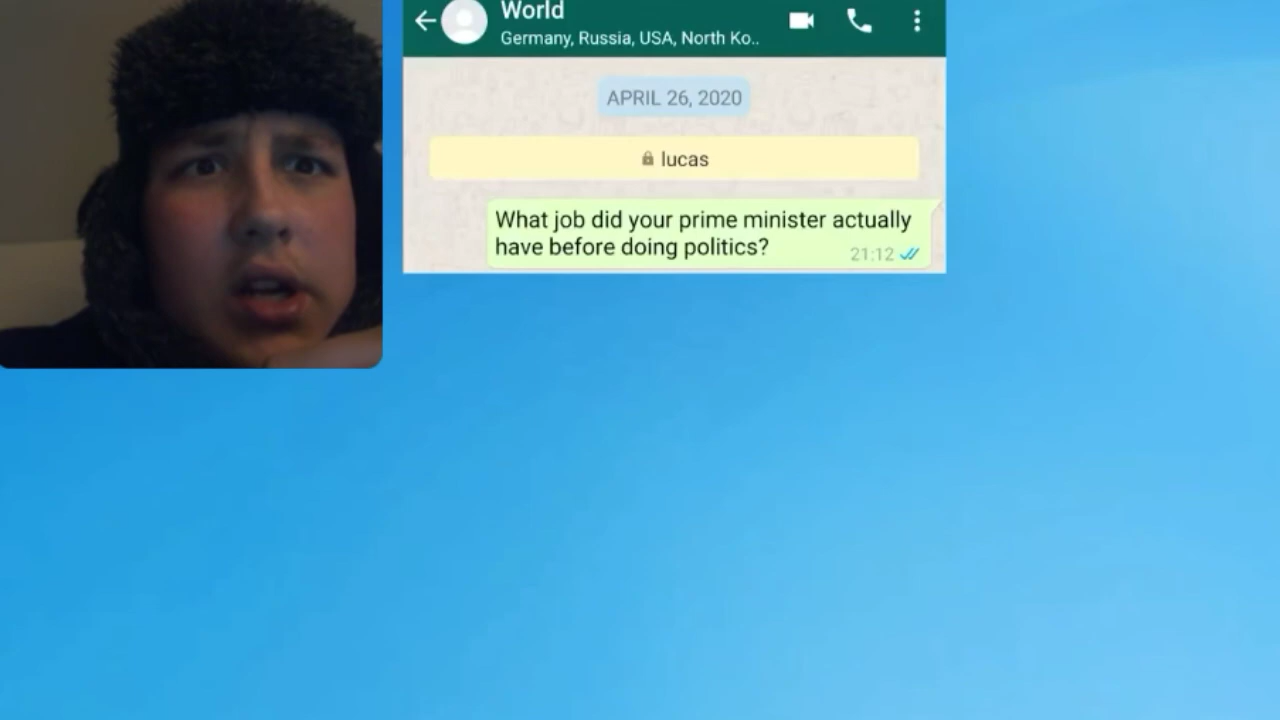 World
Germany, Russia, USA, North Ko..
APRIL 26, 2020
lucas
What job did your prime minister actually
have before doing politics?
21:12